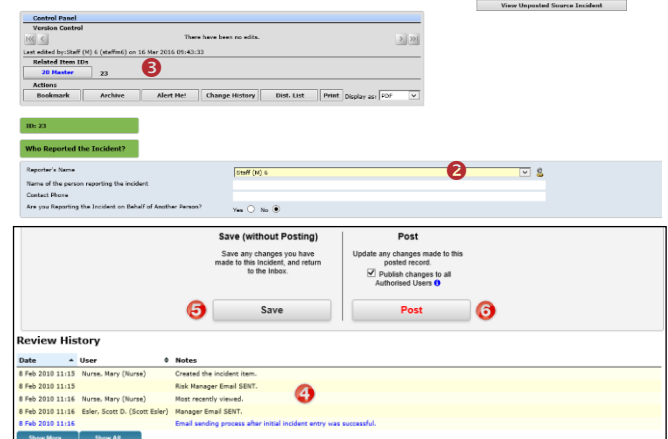 View Unposted Source Incident
Control Panel
Version Control
There have been no edits.
Last edited by:Staff (M) 6 (staffm6) on 16 Mar 2016 09:43:33
Related Item IDs
20 Master 23
3
Actions
Bookmark Archive Alert Me! Change History Dist. List Print Display as: PDF
ID: 23
Who Reported the Incident?
Reporter's Name Staff (M) 6
2
Name of the person reporting the incident
Contact Phone
Are you Reporting the Incident on Behalf of Another Person? Yes No
Save (without Posting) Post
Save any changes you have
made to this Incident, and return
to the Inbox.
Update any changes made to this
posted record.
Publish changes to all
Authorised Users
5 Save Post 6
Review History
Date User Notes
8 Feb 2010 11:15 Nurse, Mary (Nurse) Created the incident item.
8 Feb 2010 11:15 Risk Manager Email SENT.
8 Feb 2010 11:16 Nurse, Mary (Nurse) Most recently viewed.
4
8 Feb 2010 11:16 Esler, Scott D. (Scott Esler) Manager Email SENT.
8 Feb 2010 11:16 Email sending process after initial incident entry was successful.
Show More Show All